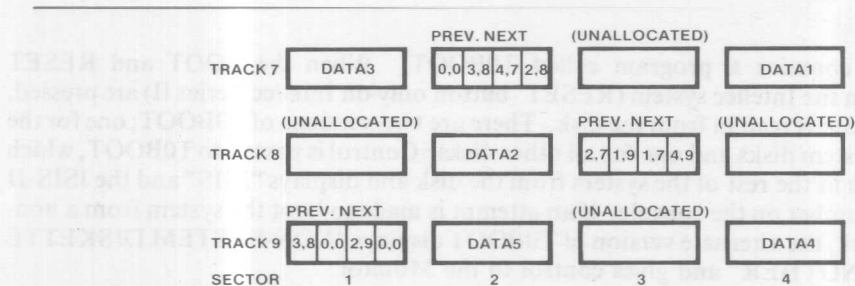 PREV. NEXT (UNALLOCATED)
TRACK 7 DATA3 0,0 3,8 4,7 2,8 DATA1
(UNALLOCATED) PREV. NEXT (UNALLOCATED)
TRACK 8 DATA2 2,7 1,9 1,7 4,9
PREV. NEXT (UNALLOCATED)
TRACK 9 3,8 0,0 2,9 0,0 DATA5 DATA4
SECTOR 1 2 3 4